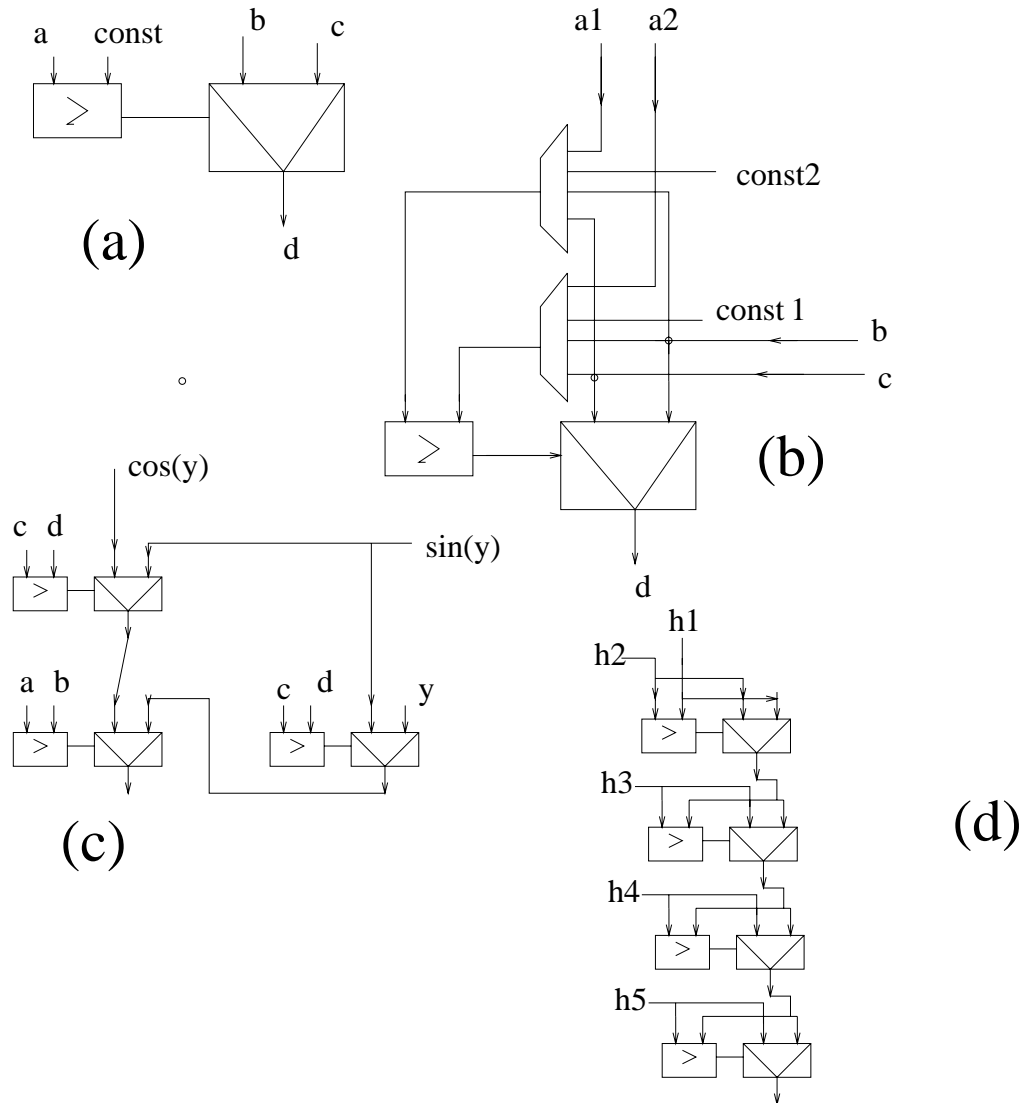 a const b c
>
d
(a)
a1 a2
const2
const 1
b
c
>
d
(b)
cos(y)
c d
sin(y)
>
a b
c d y
>
>
(c)
h1
h2
>
h3
>
h4
>
h5
>
(d)